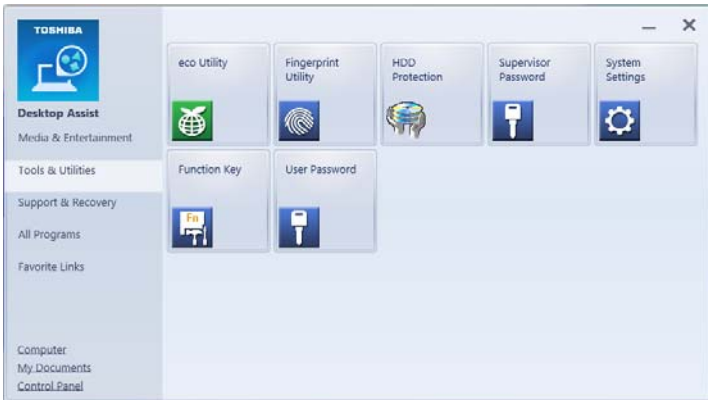 TOSHIBA
Desktop Assist
Media & Entertainment
Tools & Utilities
Support & Recovery
All Programs
Favorite Links
Computer
My Documents
Control Panel
eco Utility
Fingerprint
Utility
HDD
Protection
Supervisor
Password
System
Settings
Function Key
Fn
User Password